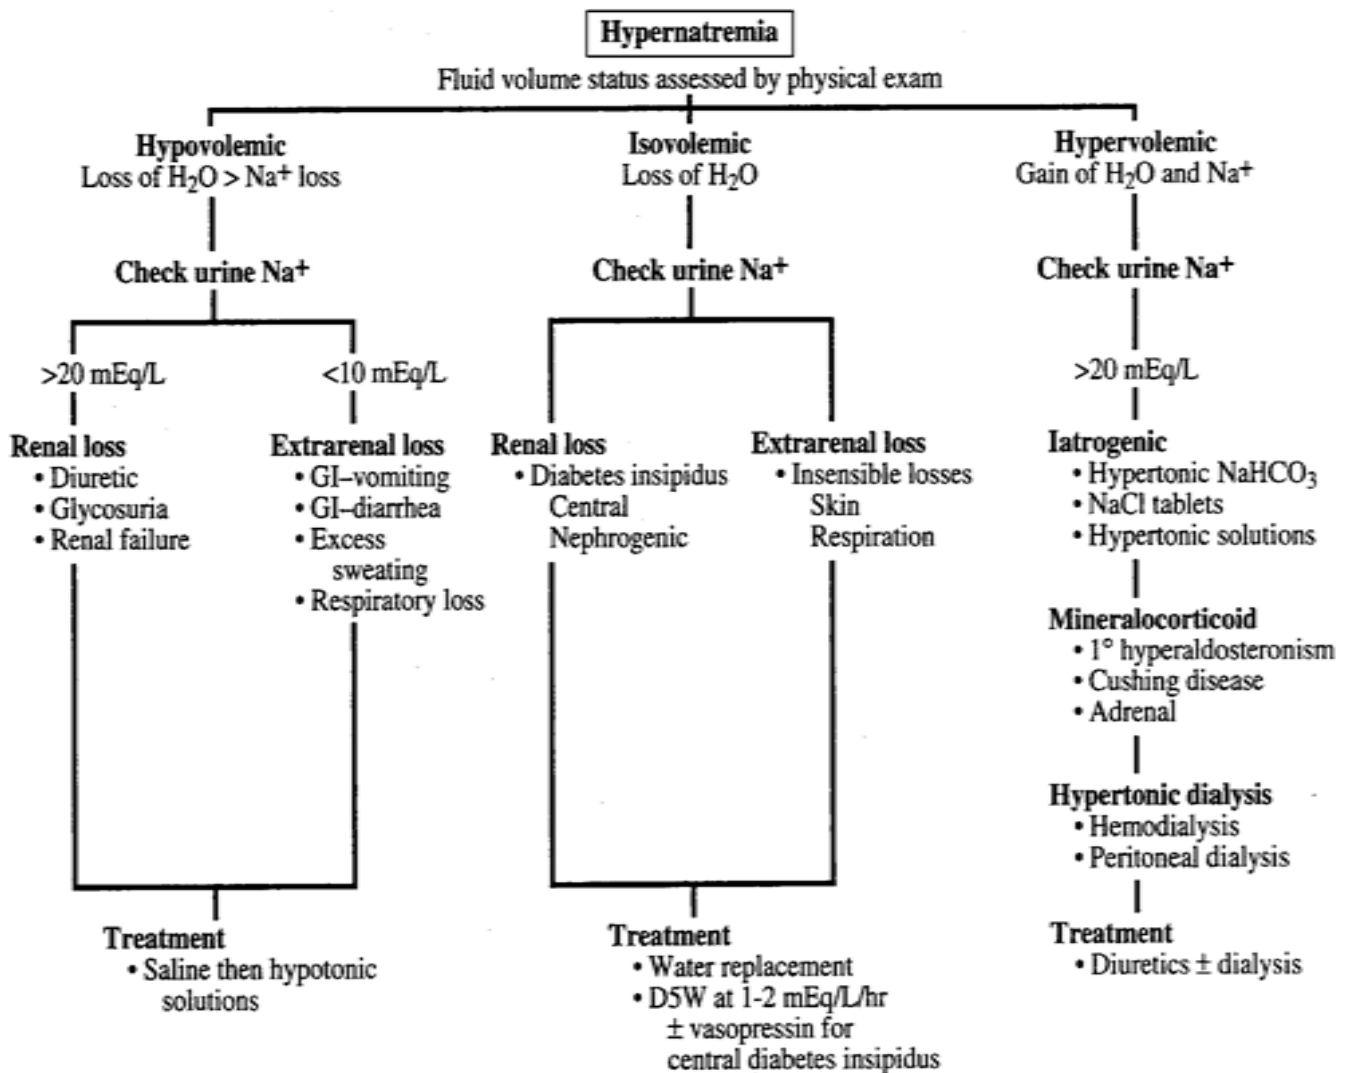 Hypernatremia
Fluid volume status assessed by physical exam
Hypovolemic
Loss of H₂O > Na⁺ loss
Check urine Na⁺
>20 mEq/L
Renal loss
• Diuretic
• Glycosuria
• Renal failure
<10 mEq/L
Extrarenal loss
• GI–vomiting
• GI–diarrhea
• Excess
sweating
• Respiratory loss
Treatment
• Saline then hypotonic
solutions
Isovolemic
Loss of H₂O
Check urine Na⁺
Renal loss
• Diabetes insipidus
Central
Nephrogenic
Extrarenal loss
• Insensible losses
Skin
Respiration
Treatment
• Water replacement
• D5W at 1-2 mEq/L/hr
± vasopressin for
central diabetes insipidus
Hypervolemic
Gain of H₂O and Na⁺
Check urine Na⁺
>20 mEq/L
Iatrogenic
• Hypertonic NaHCO₃
• NaCl tablets
• Hypertonic solutions
Mineralocorticoid
• 1° hyperaldosteronism
• Cushing disease
• Adrenal
Hypertonic dialysis
• Hemodialysis
• Peritoneal dialysis
Treatment
• Diuretics ± dialysis